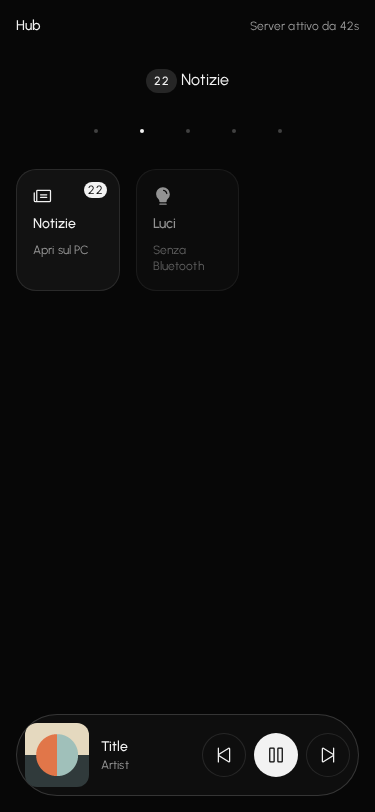 Hub
Server attivo da 42s
22 Notizie
22
Notizie
Apri sul PC
Luci
Senza
Bluetooth
Title
Artist